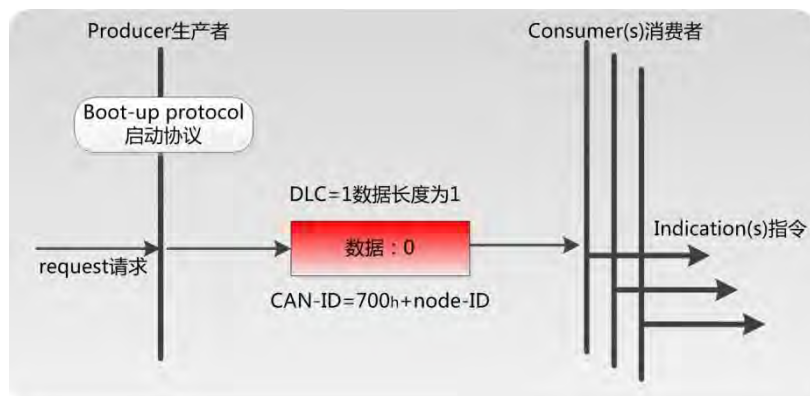 Producer生产者
Consumer(s)消费者
Boot-up protocol
启动协议
DLC=1数据长度为1
数据：0
Indication(s)指令
request请求
CAN-ID=700h+node-ID